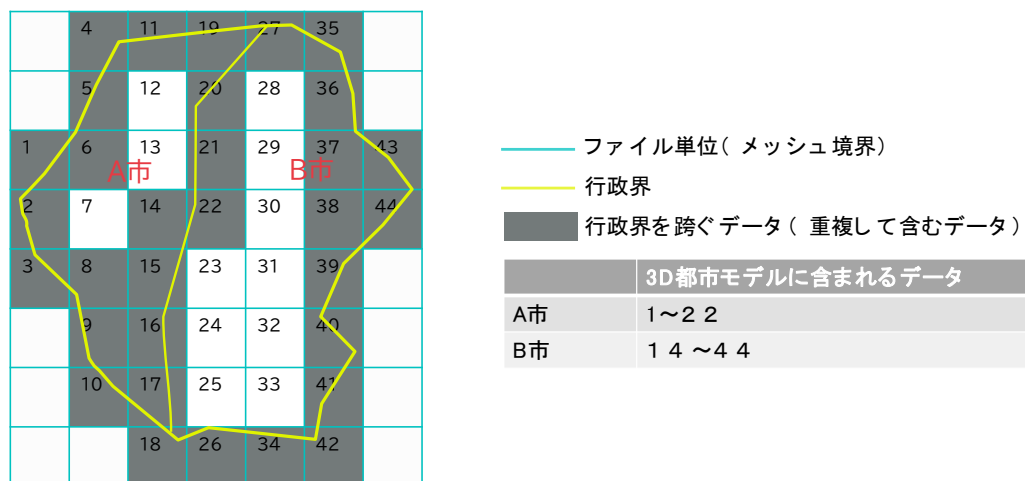 4 11 19 27 35
5 12 20 28 36
1 6 13 21 29 37 43
A市 B市
2 7 14 22 30 38 44
3 8 15 23 31 39
9 16 24 32 40
10 17 25 33 41
18 26 34 42
ファイル単位( メッシュ境界)
行政界
行政界を跨ぐデータ( 重複して含むデータ)
3D都市モデルに含まれるデータ
A市 1～22
B市 14～44